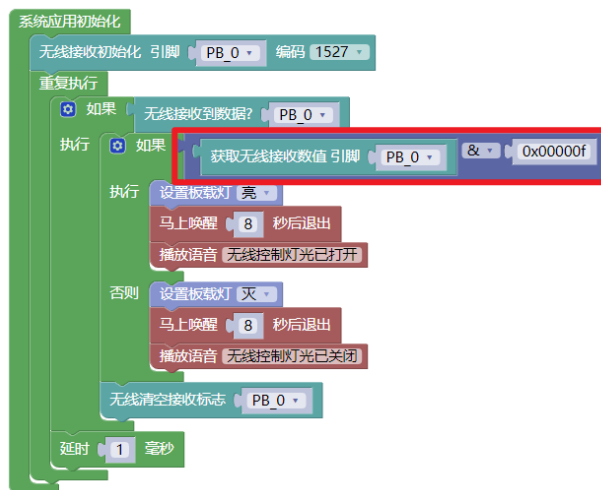 系统应用初始化
无线接收初始化 引脚 PB_0 编码 1527
重复执行
如果 无线接收到数据? PB_0
执行 如果 获取无线接收数值 引脚 PB_0 & 0x00000f
执行 设置板载灯 亮
马上唤醒 8 秒后退出
播放语音 无线控制灯光已打开
否则 设置板载灯 灭
马上唤醒 8 秒后退出
播放语音 无线控制灯光已关闭
无线清空接收标志 PB_0
延时 1 毫秒